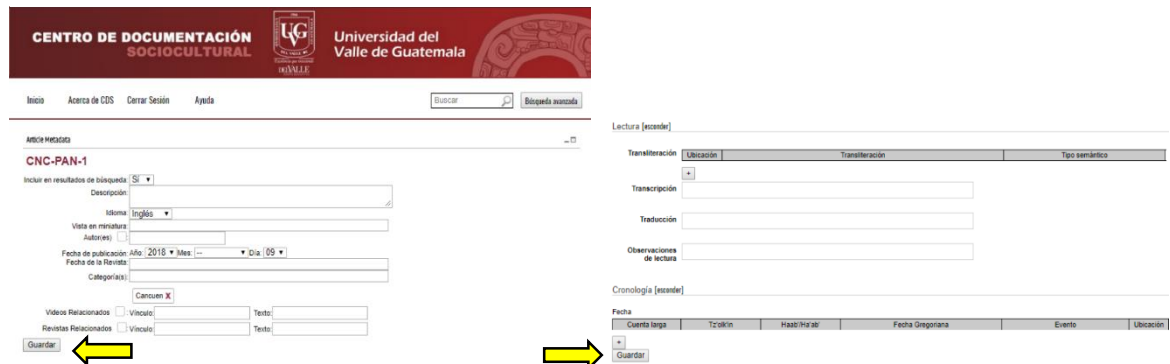 CENTRO DE DOCUMENTACIÓN
SOCIOCULTURAL
UVG
DEL VALLE
Universidad del
Valle de Guatemala
Inicio Acerca de CDS Cerrar Sesión Ayuda Buscar Búsqueda avanzada
Article Metadata
CNC-PAN-1
Incluir en resultados de búsqueda: Sí
Descripción:
Idioma: Inglés
Vista en miniatura:
Autor(es) :
Fecha de publicación: Año: 2018 Mes: -- Día: 09
Fecha de la Revista:
Categoría(s):
Cancuen X
Videos Relacionados : Vínculo: Texto:
Revistas Relacionados : Vínculo: Texto:
Guardar
Lectura [esconder]
Transliteración Ubicación Transliteración Tipo semántico
+
Transcripción
Traducción
Observaciones
de lectura
Cronología [esconder]
Fecha
Cuenta larga Tz'olk'in Haab'/Ha'ab' Fecha Gregoriana Evento Ubicación
+
Guardar